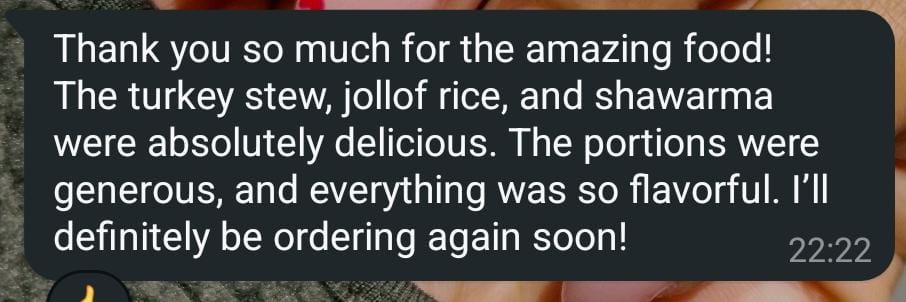 Thank you so much for the amazing food!
The turkey stew, jollof rice, and shawarma
were absolutely delicious. The portions were
generous, and everything was so flavorful. I’ll
definitely be ordering again soon!
22:22